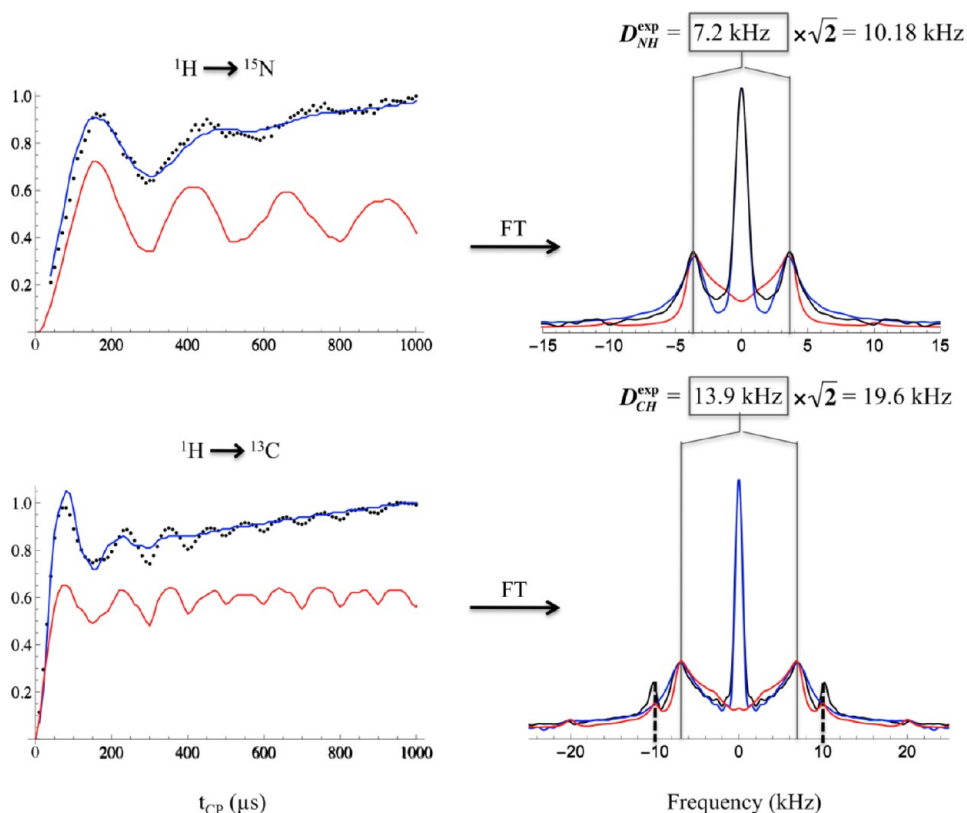 D_NH^exp = 7.2 kHz ×√2 = 10.18 kHz
¹H → ¹⁵N
1.0
0.8
0.6
0.4
0.2
0 200 400 600 800 1000
FT
−15 −10 −5 0 5 10 15
D_CH^exp = 13.9 kHz ×√2 = 19.6 kHz
¹H → ¹³C
1.0
0.8
0.6
0.4
0.2
0 200 400 600 800 1000
FT
−20 −10 0 10 20
t_CP (μs)
Frequency (kHz)